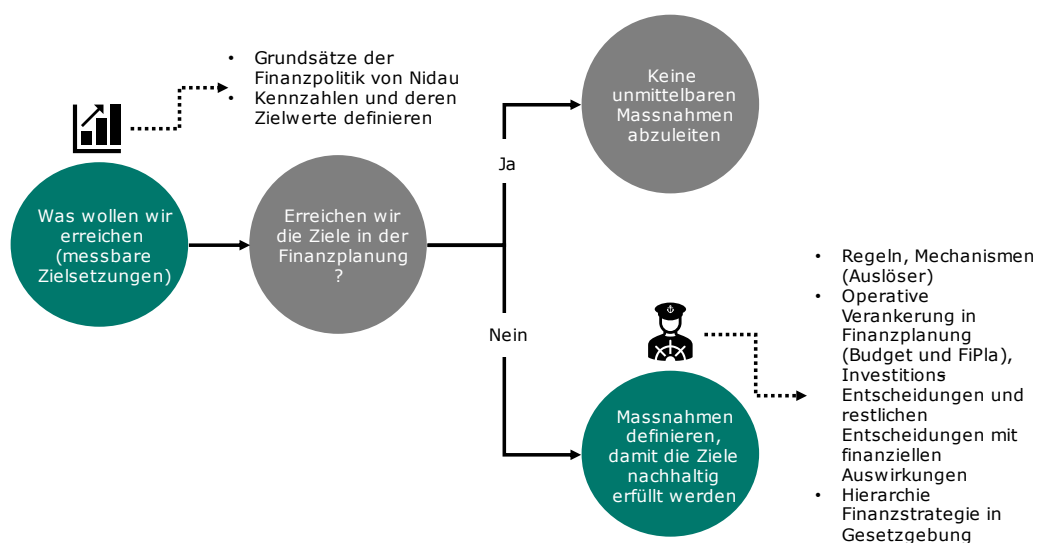 • Grundsätze der
Finanzpolitik von Nidau
• Kennzahlen und deren
Zielwerte definieren
Was wollen wir
erreichen
(messbare
Zielsetzungen)
Erreichen wir
die Ziele in der
Finanzplanung
?
Ja
Keine
unmittelbaren
Massnahmen
abzuleiten
Nein
Massnahmen
definieren,
damit die Ziele
nachhaltig
erfüllt werden
• Regeln, Mechanismen
(Auslöser)
• Operative
Verankerung in
Finanzplanung
(Budget und FiPla),
Investitions-
Entscheidungen und
restlichen
Entscheidungen mit
finanziellen
Auswirkungen
• Hierarchie
Finanzstrategie in
Gesetzgebung